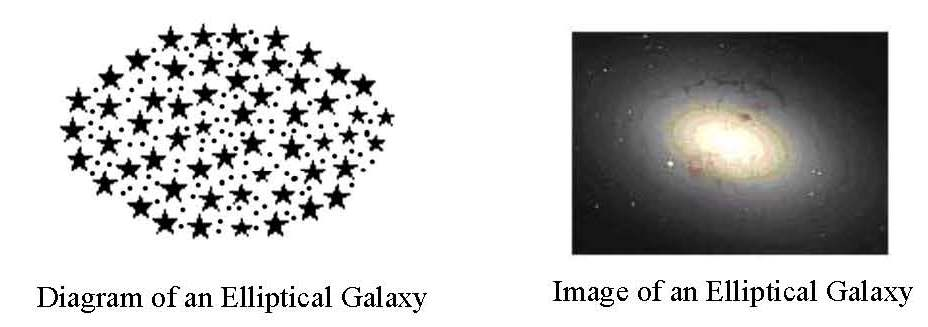 Diagram of an Elliptical Galaxy
Image of an Elliptical Galaxy